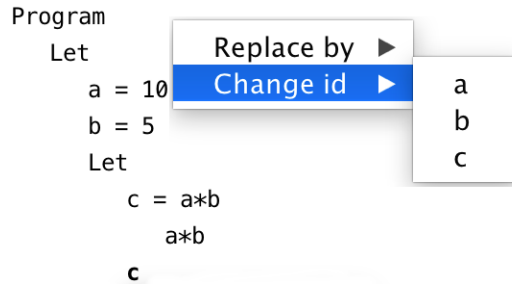 Program
Let
a = 10
b = 5
Let
c = a*b
a*b
c
Replace by
Change id
a
b
c